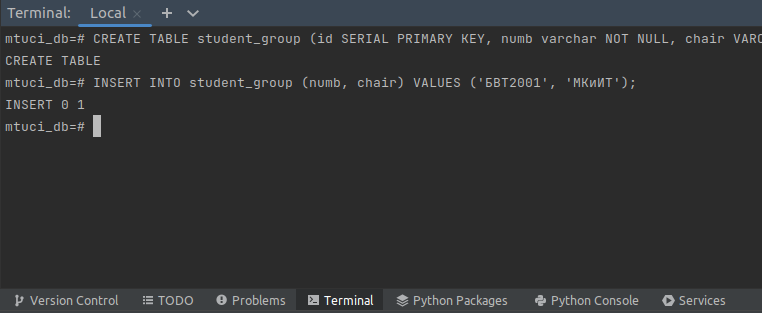 Terminal: Local × + 
mtuci_db=# CREATE TABLE student_group (id SERIAL PRIMARY KEY, numb varchar NOT NULL, chair VARC
CREATE TABLE
mtuci_db=# INSERT INTO student_group (numb, chair) VALUES ('БВТ2001', 'МКиИТ');
INSERT 0 1
mtuci_db=#
Version Control TODO Problems Terminal Python Packages Python Console Services